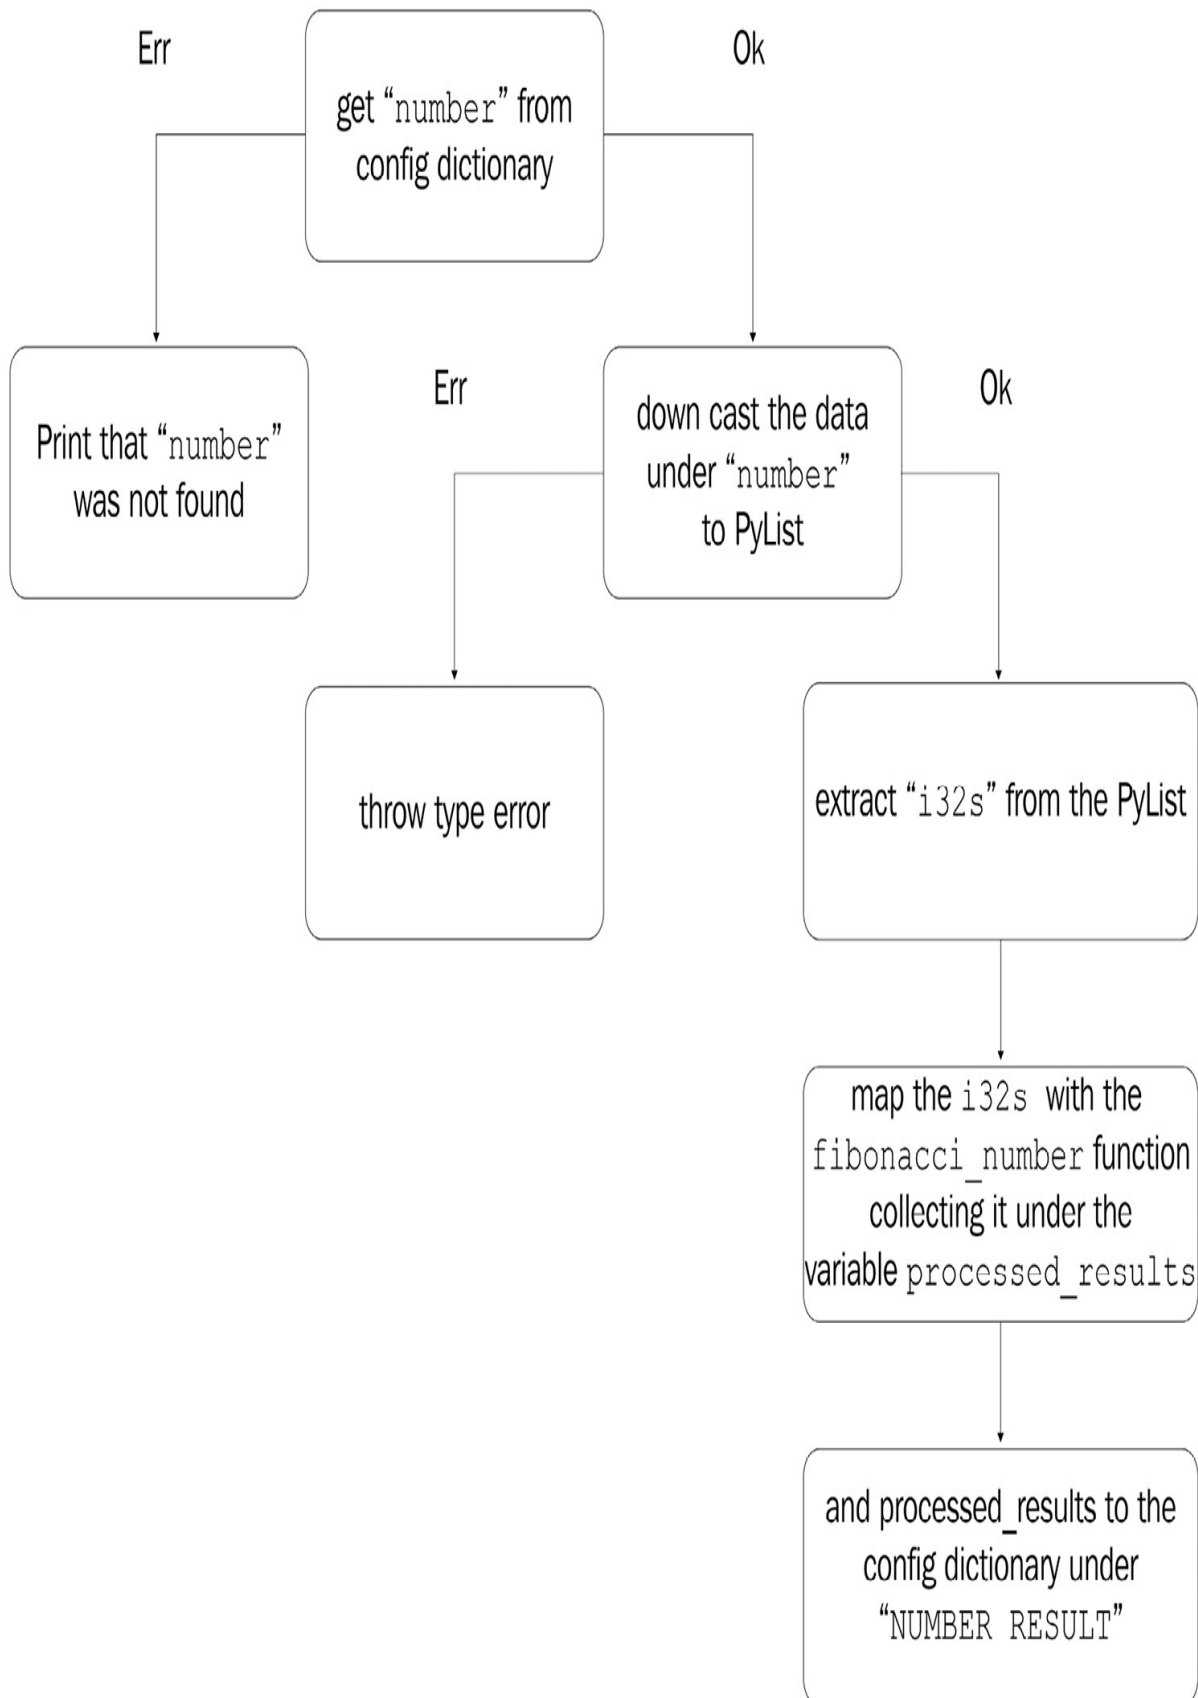 Err
Ok
get “number” from
config dictionary
Print that “number”
was not found
Err
Ok
down cast the data
under “number”
to PyList
throw type error
extract “i32s” from the PyList
map the i32s with the
fibonacci_number function
collecting it under the
variable processed_results
and processed_results to the
config dictionary under
“NUMBER RESULT”